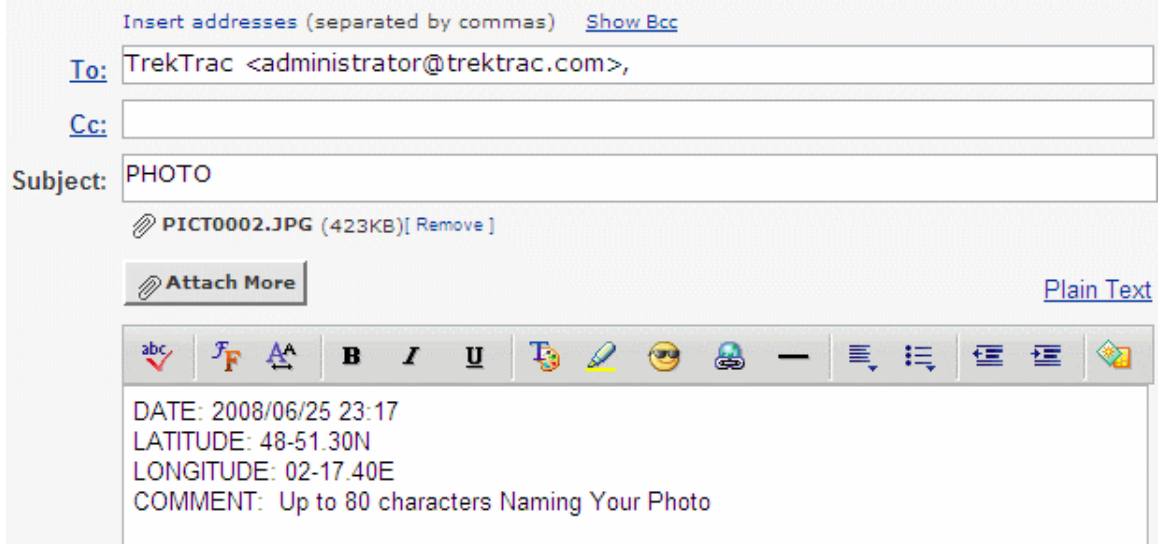 Insert addresses (separated by commas) Show Bcc
To: TrekTrac <administrator@trektrac.com>,
Cc:
Subject: PHOTO
PICT0002.JPG (423KB)[ Remove ]
Attach More
Plain Text
abc F F A A B I U T
DATE: 2008/06/25 23:17
LATITUDE: 48-51.30N
LONGITUDE: 02-17.40E
COMMENT: Up to 80 characters Naming Your Photo